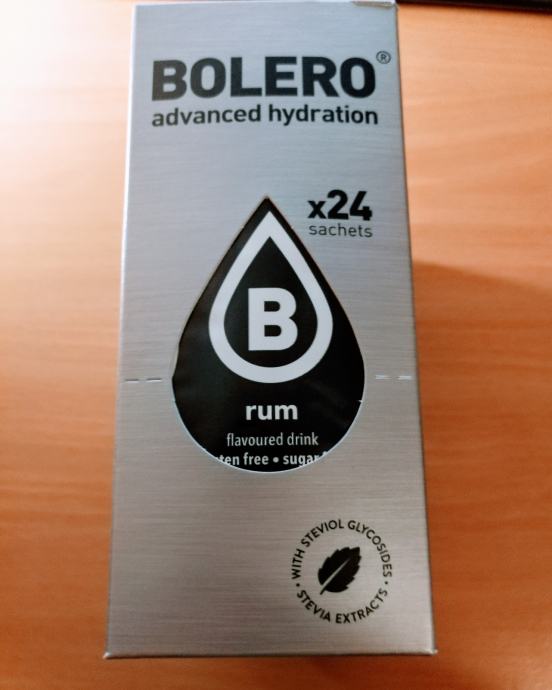 BOLERO®
advanced hydration
x24
sachets
B
rum
flavoured drink
free • sugar
• WITH STEVIOL GLYCOSIDES •
STEVIA EXTRACTS